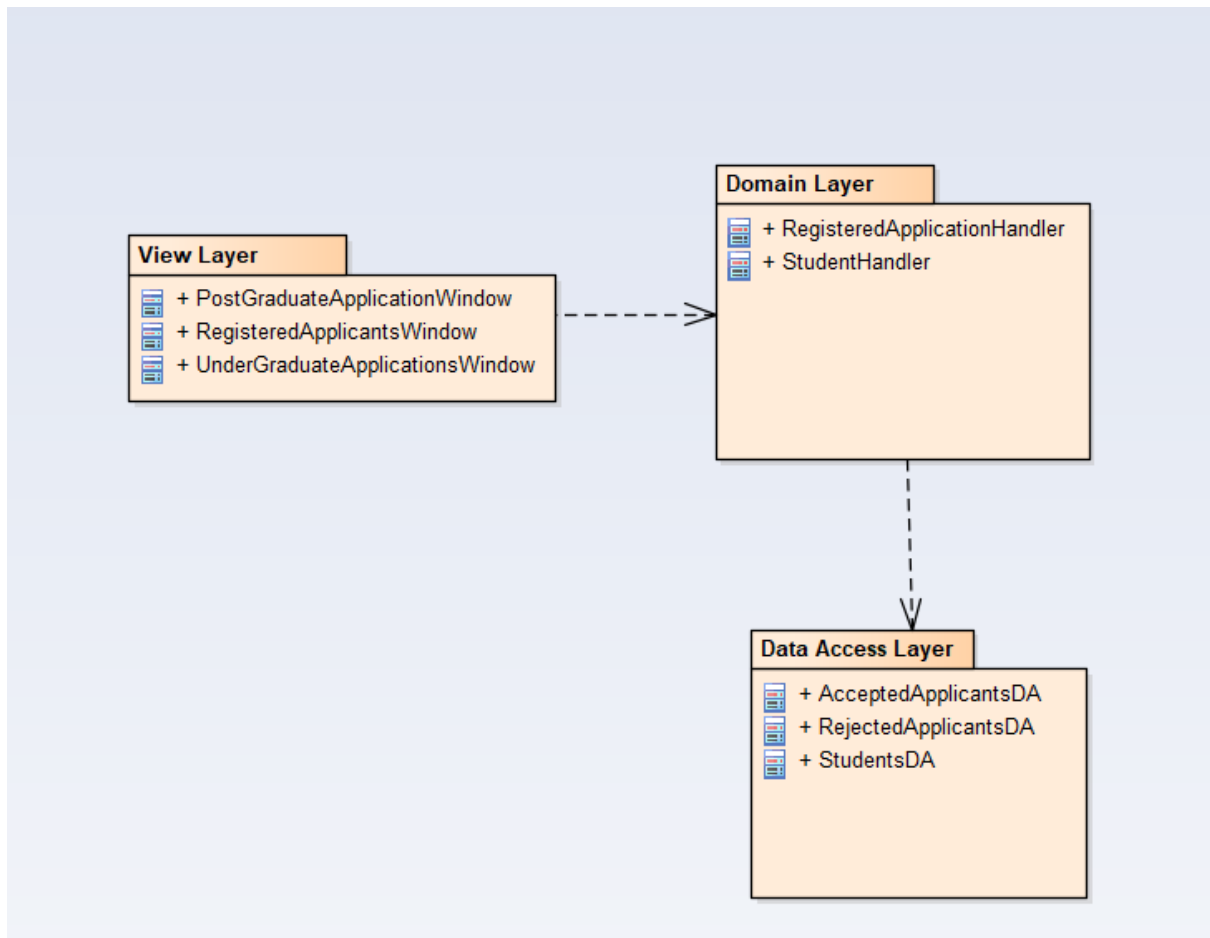 View Layer
+ PostGraduateApplicationWindow
+ RegisteredApplicantsWindow
+ UnderGraduateApplicationsWindow
Domain Layer
+ RegisteredApplicationHandler
+ StudentHandler
Data Access Layer
+ AcceptedApplicantsDA
+ RejectedApplicantsDA
+ StudentsDA